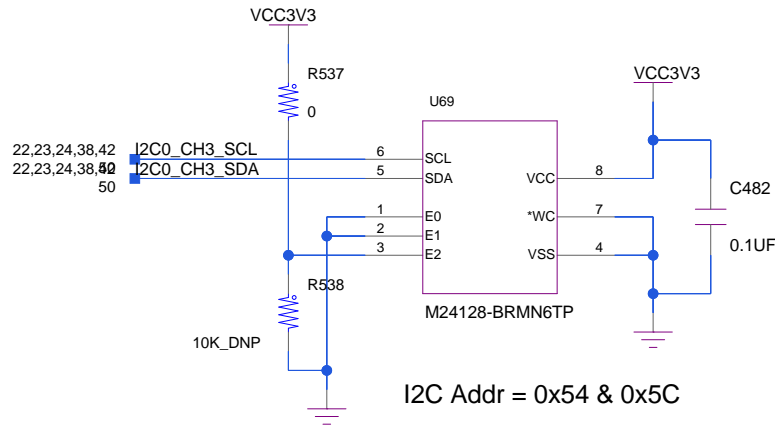 VCC3V3
R537
0
VCC3V3
U69
22,23,24,38,42
I2C0_CH3_SCL
6
SCL
22,23,24,38,42
I2C0_CH3_SDA
5
SDA
50
VCC
8
C482
1
E0
*WC
7
2
E1
3
E2
VSS
4
0.1UF
R538
M24128-BRMN6TP
10K_DNP
I2C Addr = 0x54 & 0x5C